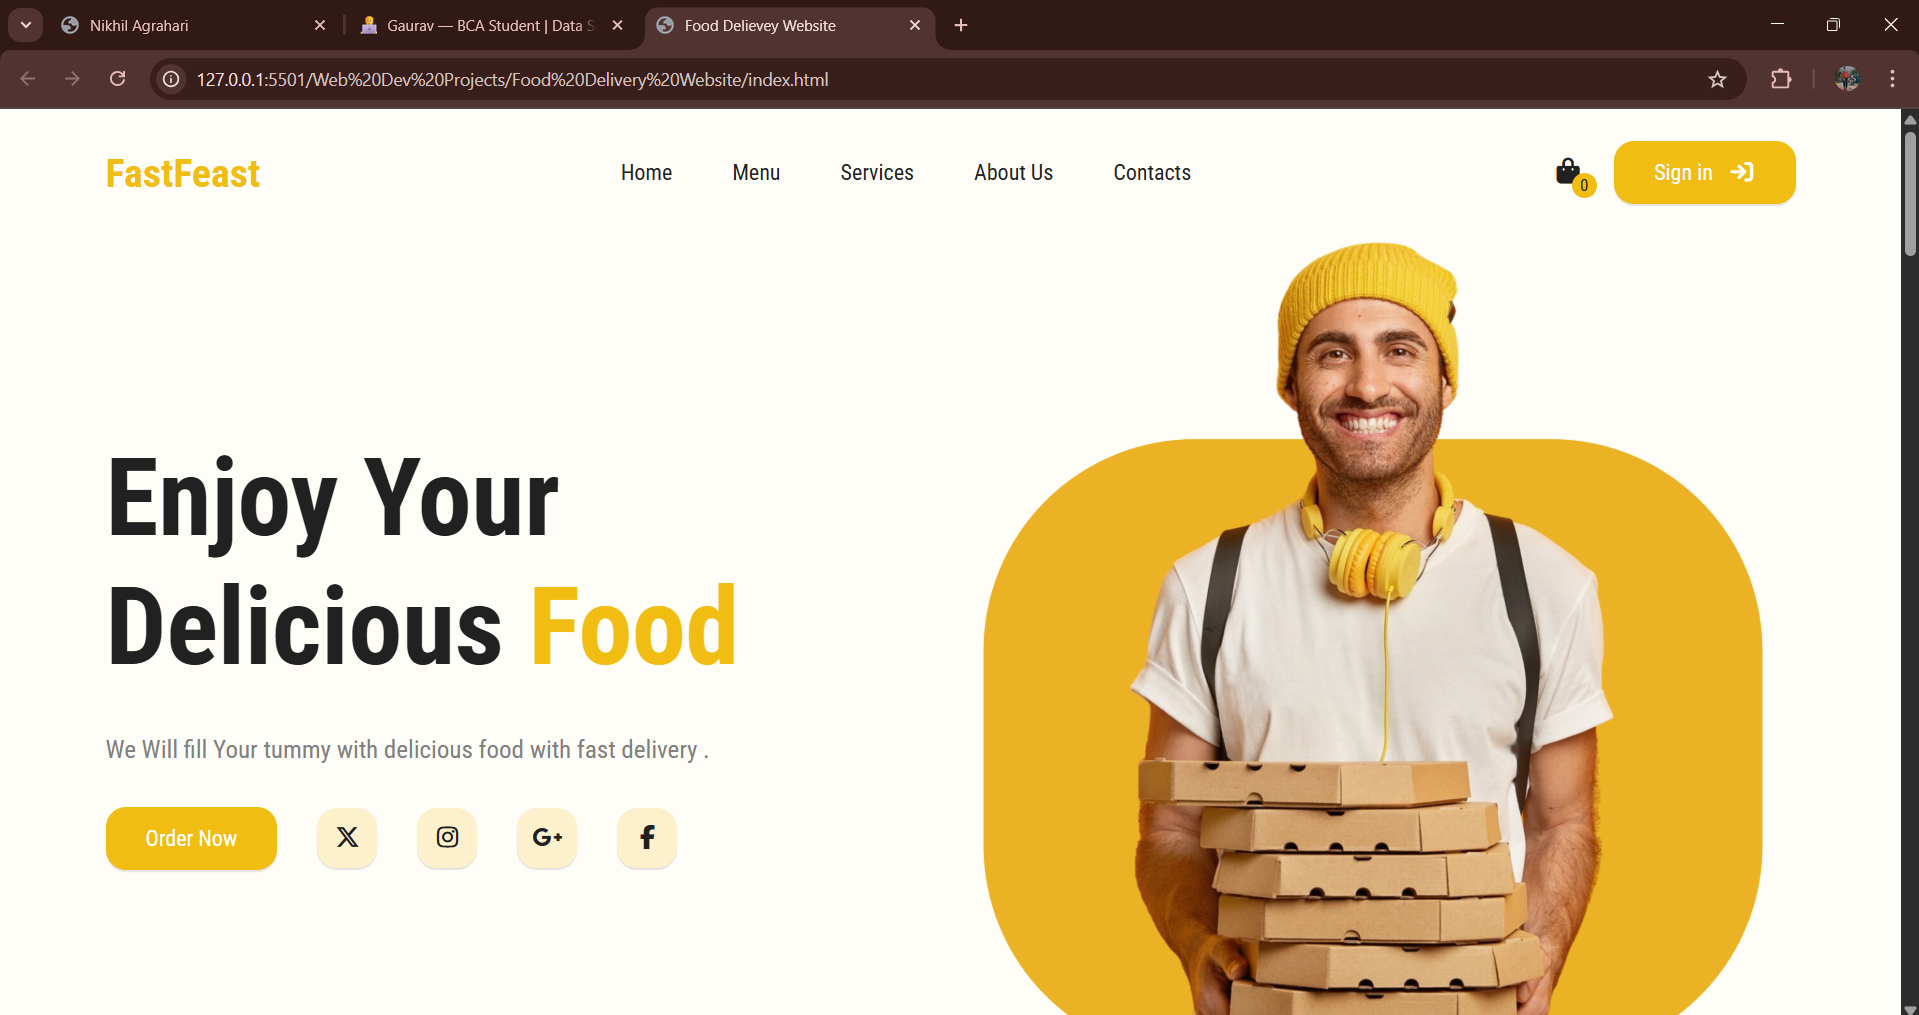 Nikhil Agrahari
Gaurav — BCA Student | Data S
Food Delievey Website
127.0.0.1:5501/Web%20Dev%20Projects/Food%20Delivery%20Website/index.html
FastFeast
Home
Menu
Services
About Us
Contacts
0
Sign in
Enjoy Your
Delicious Food
We Will fill Your tummy with delicious food with fast delivery .
Order Now
X
G+
f